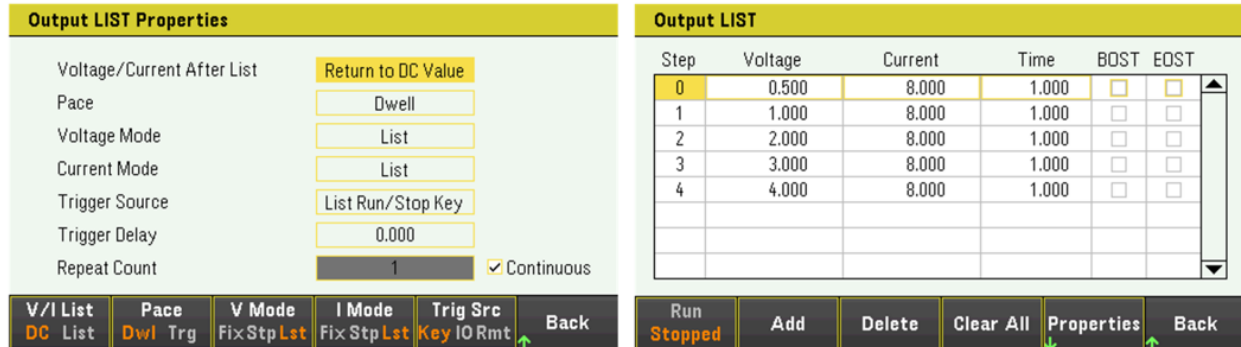 Output LIST Properties
Voltage/Current After List Return to DC Value
Pace Dwell
Voltage Mode List
Current Mode List
Trigger Source List Run/Stop Key
Trigger Delay 0.000
Repeat Count 1 Continuous
V/I List Pace V Mode I Mode Trig Src Back
DC List Dwl Trg Fix Stp Lst Fix Stp Lst Key IO Rmt
Output LIST
Step Voltage Current Time BOST EOST
0 0.500 8.000 1.000
1 1.000 8.000 1.000
2 2.000 8.000 1.000
3 3.000 8.000 1.000
4 4.000 8.000 1.000
Run Add Delete Clear All Properties Back
Stopped